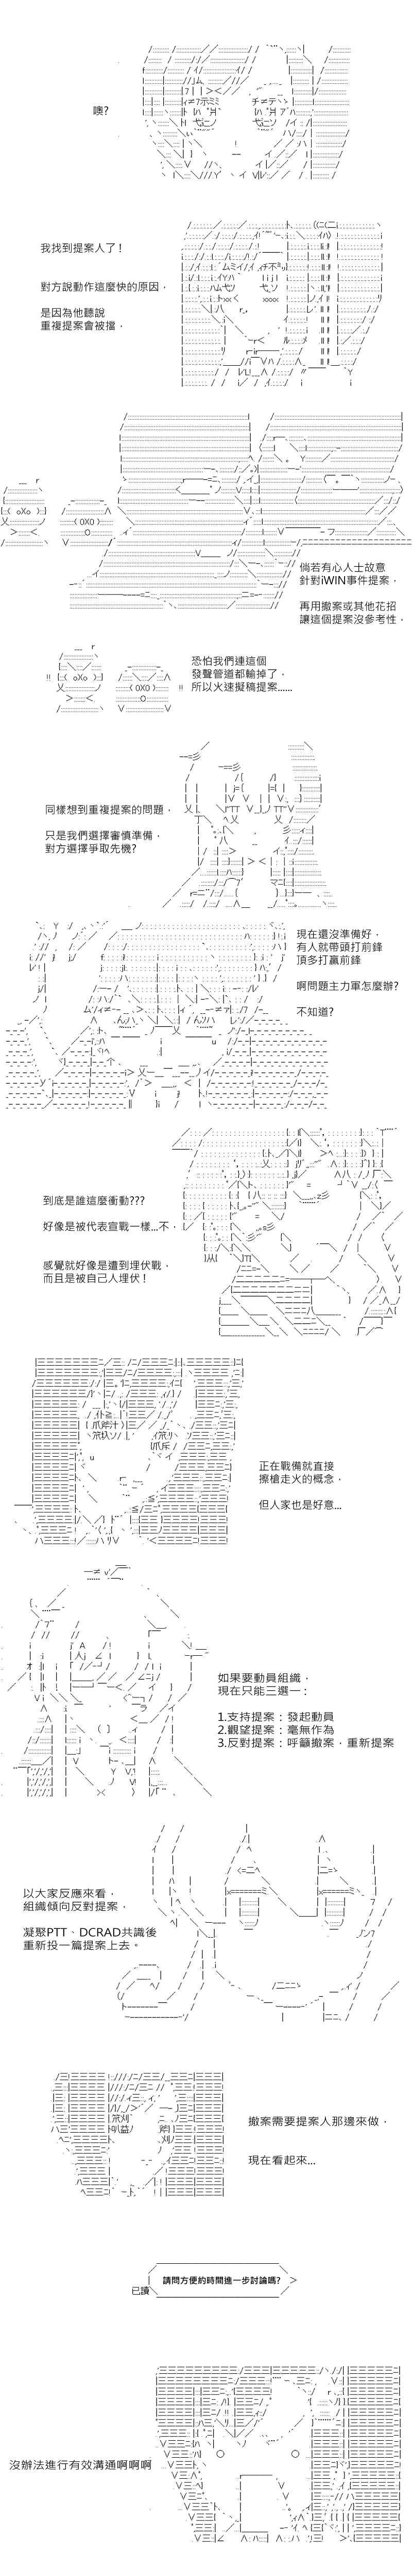 噢?
我找到提案人了!
對方說動作這麼快的原因,
是因為他聽說
重複提案會被擋,
倘若有心人士故意
針對iWIN事件提案,
再用撤案或其他花招
讓這個提案沒參考性,
恐怕我們連這個
發聲管道都輸掉了,
所以火速擬稿提案......
同樣想到重複提案的問題,
只是我們選擇審慎準備,
對方選擇爭取先機?
現在還沒準備好,
有人就帶頭打前鋒
頂多打贏前鋒
啊問題主力軍怎麼辦?
不知道?
到底是誰這麼衝動???
好像是被代表宣戰一樣...不,
感覺就好像是遭到埋伏戰,
而且是被自己人埋伏!
正在戰備就直接
擦槍走火的概念,
但人家也是好意...
如果要動員組織,
現在只能三選一:
1.支持提案:發起動員
2.觀望提案:毫無作為
3.反對提案:呼籲撤案,重新提案
以大家反應來看,
組織傾向反對提案,
凝聚PTT、DCRAD共識後
重新投一篇提案上去。
撤案需要提案人那邊來做,
現在看起來...
請問方便約時間進一步討論嗎?
已讀
沒辦法進行有效溝通啊啊啊